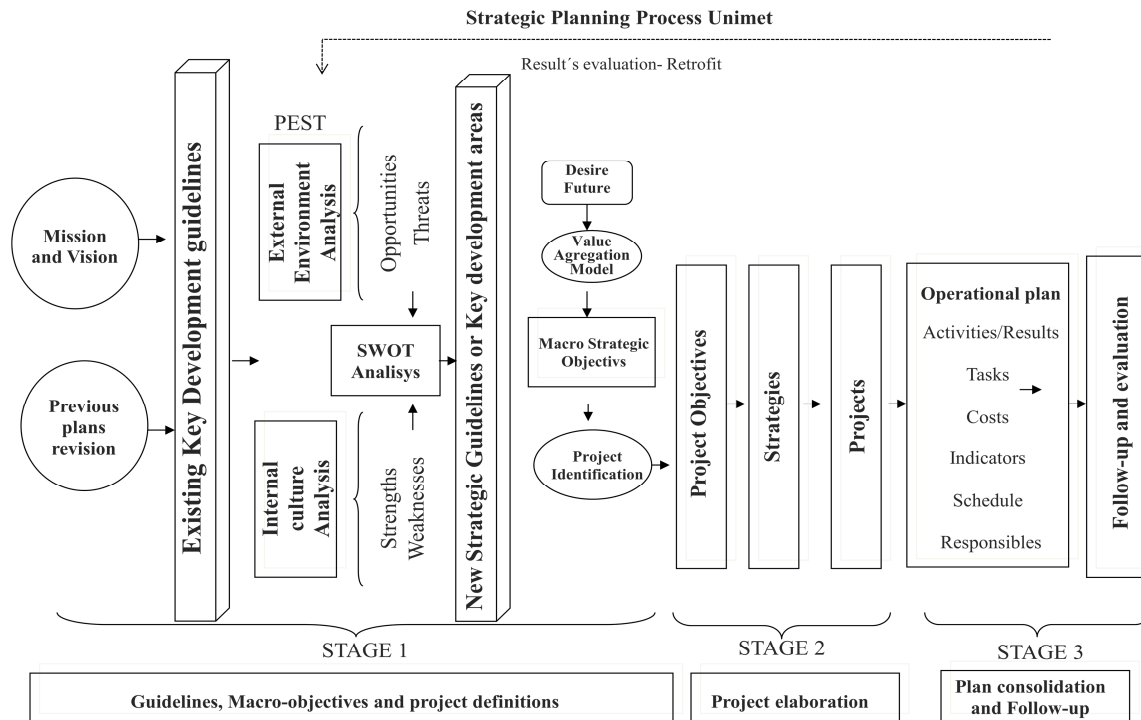 Strategic Planning Process Unimet
Result´s evaluation- Retrofit
Mission
and Vision
Previous
plans
revision
Existing Key Development guidelines
PEST
External
Environment
Analysis
Opportunities
Threats
SWOT
Analisys
Internal
culture
Analysis
Strengths
Weaknesses
New Strategic Guidelines or Key development areas
Desire
Future
Value
Agregation
Model
Macro Strategic
Objectivs
Project
Identification
Project Objectives
Strategies
Projects
Operational plan
Activities/Results
Tasks
Costs
Indicators
Schedule
Responsibles
Follow-up and evaluation
STAGE 1
STAGE 2
STAGE 3
Guidelines, Macro-objectives and project definitions
Project elaboration
Plan consolidation
and Follow-up